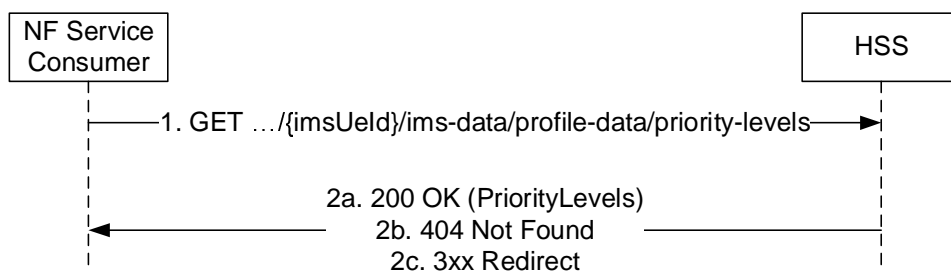 NF Service
Consumer
HSS
1. GET …/{imsUeId}/ims-data/profile-data/priority-levels
2a. 200 OK (PriorityLevels)
2b. 404 Not Found
2c. 3xx Redirect